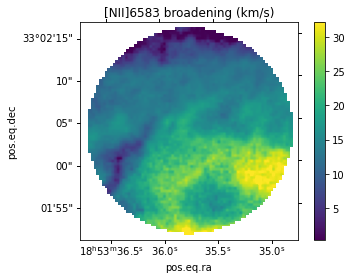 [NII]6583 broadening (km/s)
33°02'15"
10"
05"
00"
01'55"
pos.eq.dec
18ʰ53ᵐ36.5ˢ 36.0ˢ 35.5ˢ 35.0ˢ
pos.eq.ra
30
25
20
15
10
5